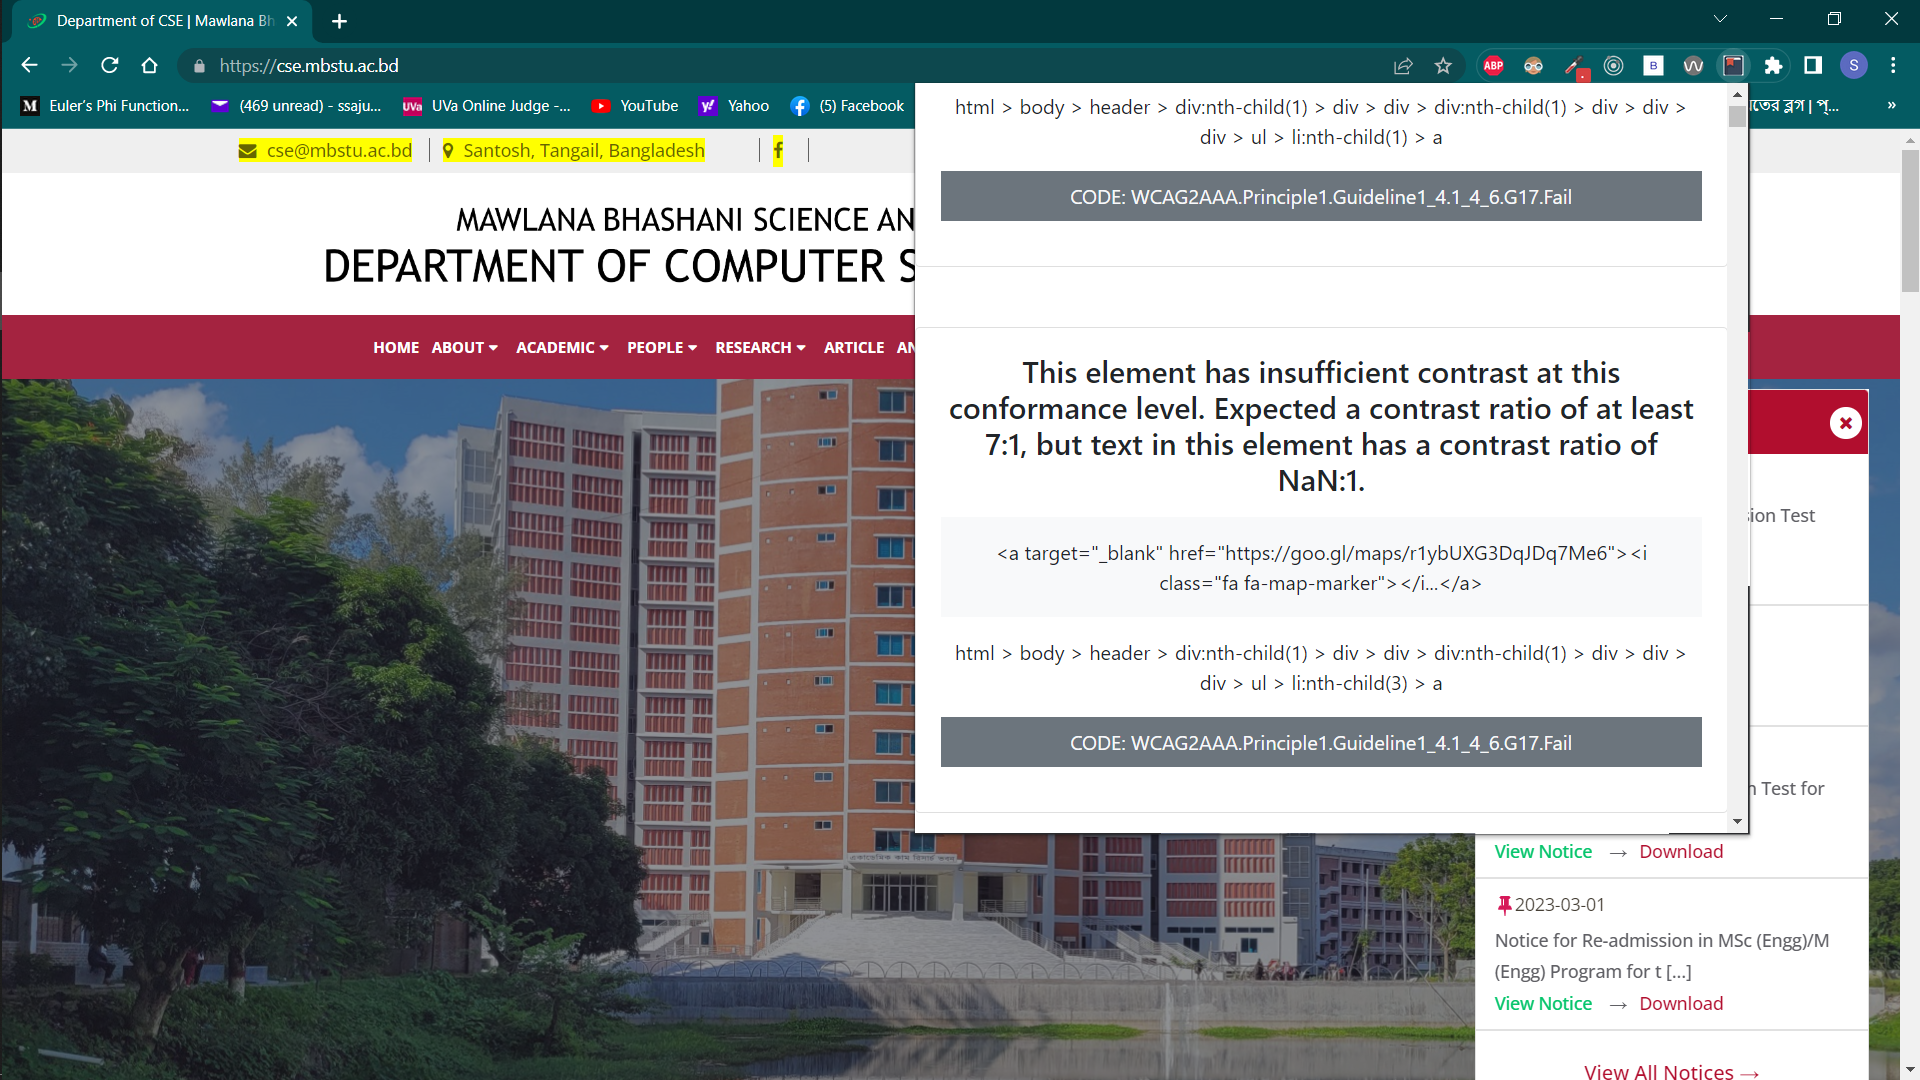 Department of CSE | Mawlana Bh
https://cse.mbstu.ac.bd
ABP
B
S
M Euler's Phi Function...
(469 unread) - ssaju...
UVa UVa Online Judge -...
YouTube
y! Yahoo
(5) Facebook
»
cse@mbstu.ac.bd
Santosh, Tangail, Bangladesh
f
MAWLANA BHASHANI SCIENCE AN
DEPARTMENT OF COMPUTER S
HOME ABOUT ACADEMIC PEOPLE RESEARCH ARTICLE AN
html > body > header > div:nth-child(1) > div > div > div:nth-child(1) > div > div >
div > ul > li:nth-child(1) > a
CODE: WCAG2AAA.Principle1.Guideline1_4.1_4_6.G17.Fail
This element has insufficient contrast at this
conformance level. Expected a contrast ratio of at least
7:1, but text in this element has a contrast ratio of
NaN:1.
<a target="_blank" href="https://goo.gl/maps/r1ybUXG3DqJDq7Me6"><i
class="fa fa-map-marker"></i...</a>
html > body > header > div:nth-child(1) > div > div > div:nth-child(1) > div > div >
div > ul > li:nth-child(3) > a
CODE: WCAG2AAA.Principle1.Guideline1_4.1_4_6.G17.Fail
ion Test
Test for
View Notice → Download
2023-03-01
Notice for Re-admission in MSc (Engg)/M
(Engg) Program for t [...]
View Notice → Download
View All Notices →